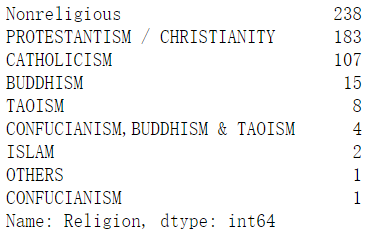 Nonreligious 238
PROTESTANTISM / CHRISTIANITY 183
CATHOLICISM 107
BUDDHISM 15
TAOISM 8
CONFUCIANISM,BUDDHISM & TAOISM 4
ISLAM 2
OTHERS 1
CONFUCIANISM 1
Name: Religion, dtype: int64